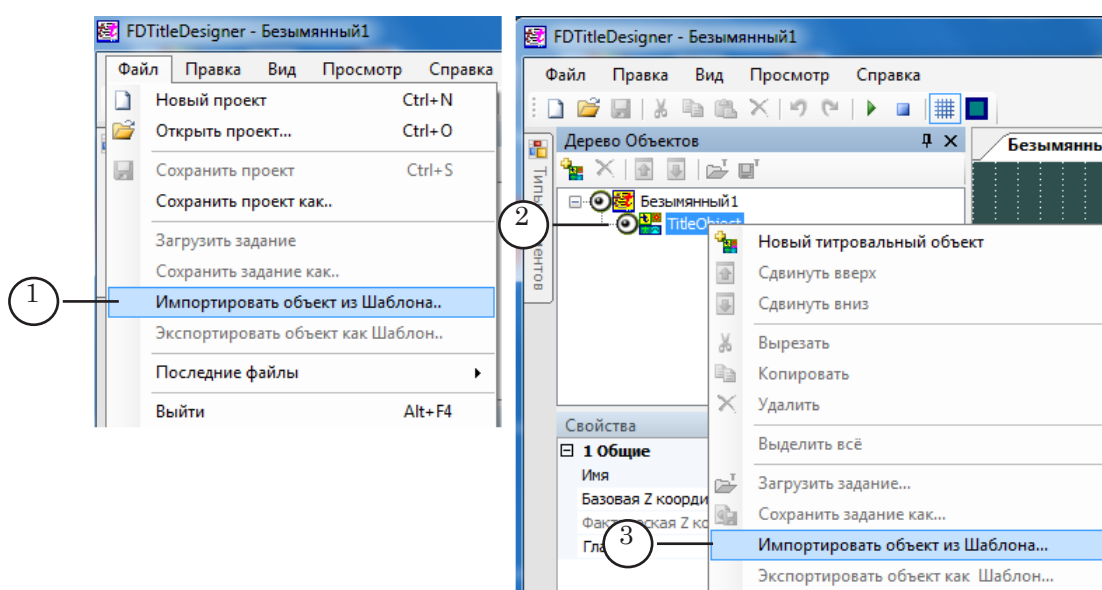 FDTitleDesigner - Безымянный1
Файл Правка Вид Просмотр Справка
Новый проект Ctrl+N
Открыть проект... Ctrl+O
Сохранить проект Ctrl+S
Сохранить проект как..
Загрузить задание
Сохранить задание как..
1
Импортировать объект из Шаблона..
Экспортировать объект как Шаблон..
Последние файлы
Выйти Alt+F4
FDTitleDesigner - Безымянный1
Файл Правка Вид Просмотр Справка
Дерево Объектов
Безымянны
Безымянный1
2
TitleObject
Новый титровальный объект
Сдвинуть вверх
Сдвинуть вниз
Вырезать
Копировать
Удалить
Выделить всё
Загрузить задание...
Сохранить задание как...
3
Импортировать объект из Шаблона...
Экспортировать объект как Шаблон...
Свойства
1 Общие
Имя
Базовая Z коорди
Z ко